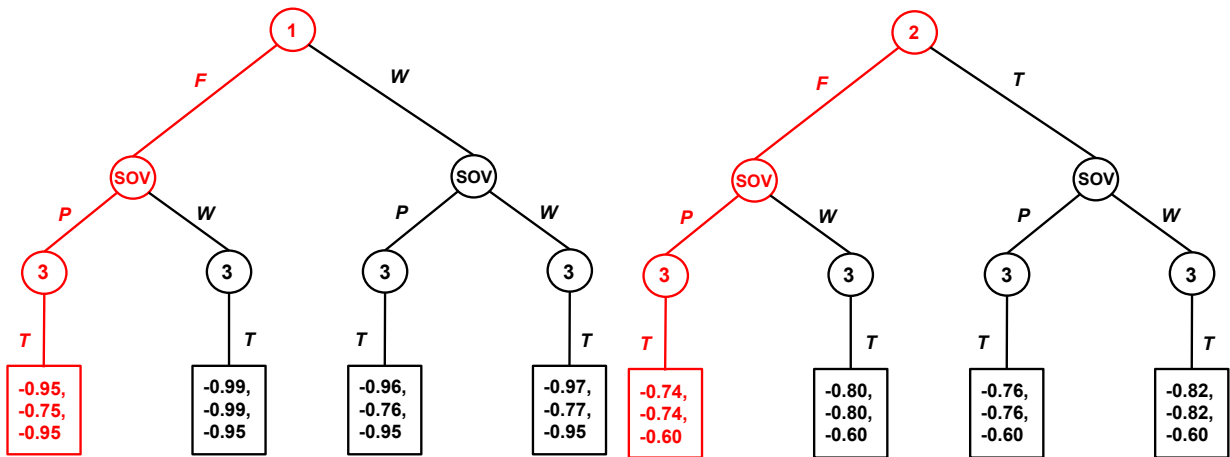 1 2
F W F T
SOV SOV SOV SOV
P W P W P W P W
3 3 3 3 3 3 3 3
T T T T T T T T
-0.95, -0.99, -0.96, -0.97, -0.74, -0.80, -0.76, -0.82,
-0.75, -0.99, -0.76, -0.77, -0.74, -0.80, -0.76, -0.82,
-0.95 -0.95 -0.95 -0.95 -0.60 -0.60 -0.60 -0.60